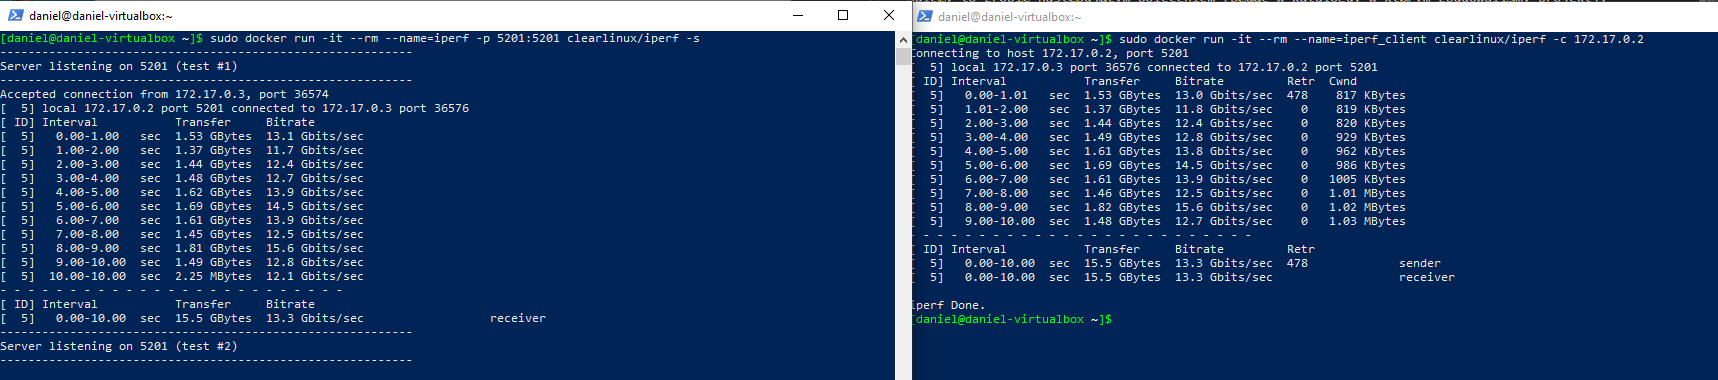 daniel@daniel-virtualbox:~
[daniel@daniel-virtualbox ~]$ sudo docker run -it --rm --name=iperf -p 5201:5201 clearlinux/iperf -s
-----------------------------------------------------------
Server listening on 5201 (test #1)
-----------------------------------------------------------
Accepted connection from 172.17.0.3, port 36574
[  5] local 172.17.0.2 port 5201 connected to 172.17.0.3 port 36576
[ ID] Interval           Transfer     Bitrate
[  5]   0.00-1.00   sec  1.53 GBytes  13.1 Gbits/sec
[  5]   1.00-2.00   sec  1.37 GBytes  11.7 Gbits/sec
[  5]   2.00-3.00   sec  1.44 GBytes  12.4 Gbits/sec
[  5]   3.00-4.00   sec  1.48 GBytes  12.7 Gbits/sec
[  5]   4.00-5.00   sec  1.62 GBytes  13.9 Gbits/sec
[  5]   5.00-6.00   sec  1.69 GBytes  14.5 Gbits/sec
[  5]   6.00-7.00   sec  1.61 GBytes  13.9 Gbits/sec
[  5]   7.00-8.00   sec  1.45 GBytes  12.5 Gbits/sec
[  5]   8.00-9.00   sec  1.81 GBytes  15.6 Gbits/sec
[  5]   9.00-10.00  sec  1.49 GBytes  12.8 Gbits/sec
[  5]  10.00-10.00  sec  2.25 MBytes  12.1 Gbits/sec
- - - - - - - - - - - - - - - - - - - - - - - - -
[ ID] Interval           Transfer     Bitrate
[  5]   0.00-10.00  sec  15.5 GBytes  13.3 Gbits/sec                  receiver
-----------------------------------------------------------
Server listening on 5201 (test #2)
-----------------------------------------------------------
daniel@daniel-virtualbox:~
[daniel@daniel-virtualbox ~]$ sudo docker run -it --rm --name=iperf_client clearlinux/iperf -c 172.17.0.2
Connecting to host 172.17.0.2, port 5201
[  5] local 172.17.0.3 port 36576 connected to 172.17.0.2 port 5201
[ ID] Interval           Transfer     Bitrate         Retr  Cwnd
[  5]   0.00-1.01   sec  1.53 GBytes  13.0 Gbits/sec  478    817 KBytes
[  5]   1.01-2.00   sec  1.37 GBytes  11.8 Gbits/sec    0    819 KBytes
[  5]   2.00-3.00   sec  1.44 GBytes  12.4 Gbits/sec    0    820 KBytes
[  5]   3.00-4.00   sec  1.49 GBytes  12.8 Gbits/sec    0    929 KBytes
[  5]   4.00-5.00   sec  1.61 GBytes  13.8 Gbits/sec    0    962 KBytes
[  5]   5.00-6.00   sec  1.69 GBytes  14.5 Gbits/sec    0    986 KBytes
[  5]   6.00-7.00   sec  1.61 GBytes  13.9 Gbits/sec    0   1005 KBytes
[  5]   7.00-8.00   sec  1.46 GBytes  12.5 Gbits/sec    0   1.01 MBytes
[  5]   8.00-9.00   sec  1.82 GBytes  15.6 Gbits/sec    0   1.02 MBytes
[  5]   9.00-10.00  sec  1.48 GBytes  12.7 Gbits/sec    0   1.03 MBytes
- - - - - - - - - - - - - - - - - - - - - - - - -
[ ID] Interval           Transfer     Bitrate         Retr
[  5]   0.00-10.00  sec  15.5 GBytes  13.3 Gbits/sec  478             sender
[  5]   0.00-10.00  sec  15.5 GBytes  13.3 Gbits/sec                  receiver
iperf Done.
[daniel@daniel-virtualbox ~]$